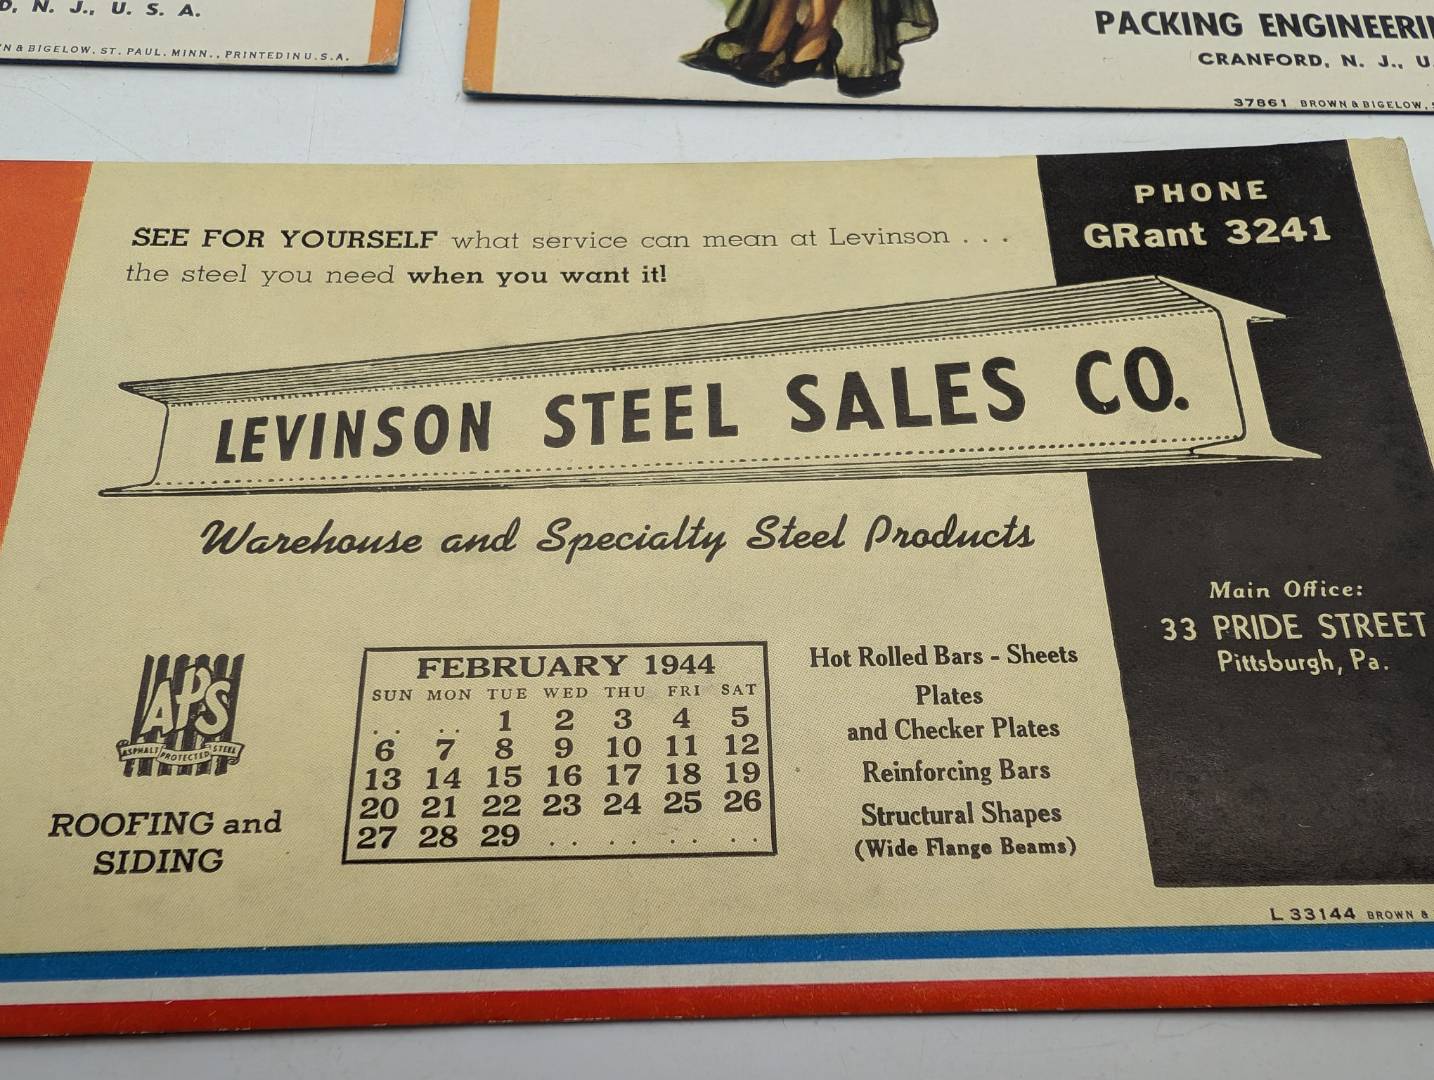 D, N. J., U. S. A.
N & BIGELOW, ST. PAUL, MINN., PRINTED IN U.S.A.
PACKING ENGINEERI
CRANFORD, N. J., U.
37861 BROWN & BIGELOW,
SEE FOR YOURSELF what service can mean at Levinson . . .
the steel you need when you want it!
PHONE
GRant 3241
LEVINSON STEEL SALES CO.
Warehouse and Specialty Steel Products
Main Office:
33 PRIDE STREET
Pittsburgh, Pa.
APS
ASPHALT PROTECTED STEEL
ROOFING and
SIDING
FEBRUARY 1944
SUN MON TUE WED THU FRI SAT
. . . . 1 2 3 4 5
6 7 8 9 10 11 12
13 14 15 16 17 18 19
20 21 22 23 24 25 26
27 28 29 . . . . . . . .
Hot Rolled Bars - Sheets
Plates
and Checker Plates
Reinforcing Bars
Structural Shapes
(Wide Flange Beams)
L 33144 BROWN &